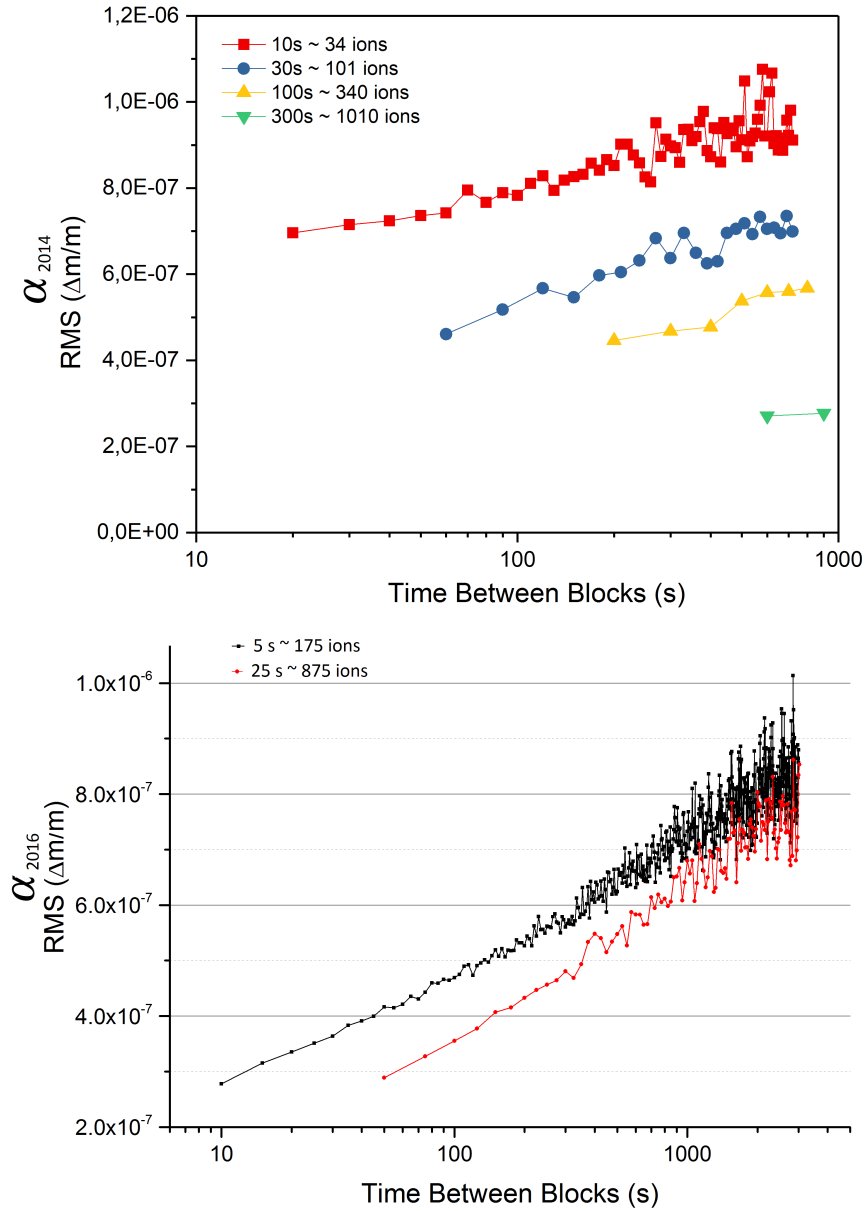 1,2E-06
10s ~ 34 ions
30s ~ 101 ions
100s ~ 340 ions
300s ~ 1010 ions
1,0E-06
8,0E-07
6,0E-07
4,0E-07
2,0E-07
0,0E+00
α 2014
RMS (Δm/m)
10 100 1000
Time Between Blocks (s)
5 s ~ 175 ions
25 s ~ 875 ions
1.0x10⁻⁶
8.0x10⁻⁷
6.0x10⁻⁷
4.0x10⁻⁷
2.0x10⁻⁷
α 2016
RMS (Δm/m)
10 100 1000
Time Between Blocks (s)